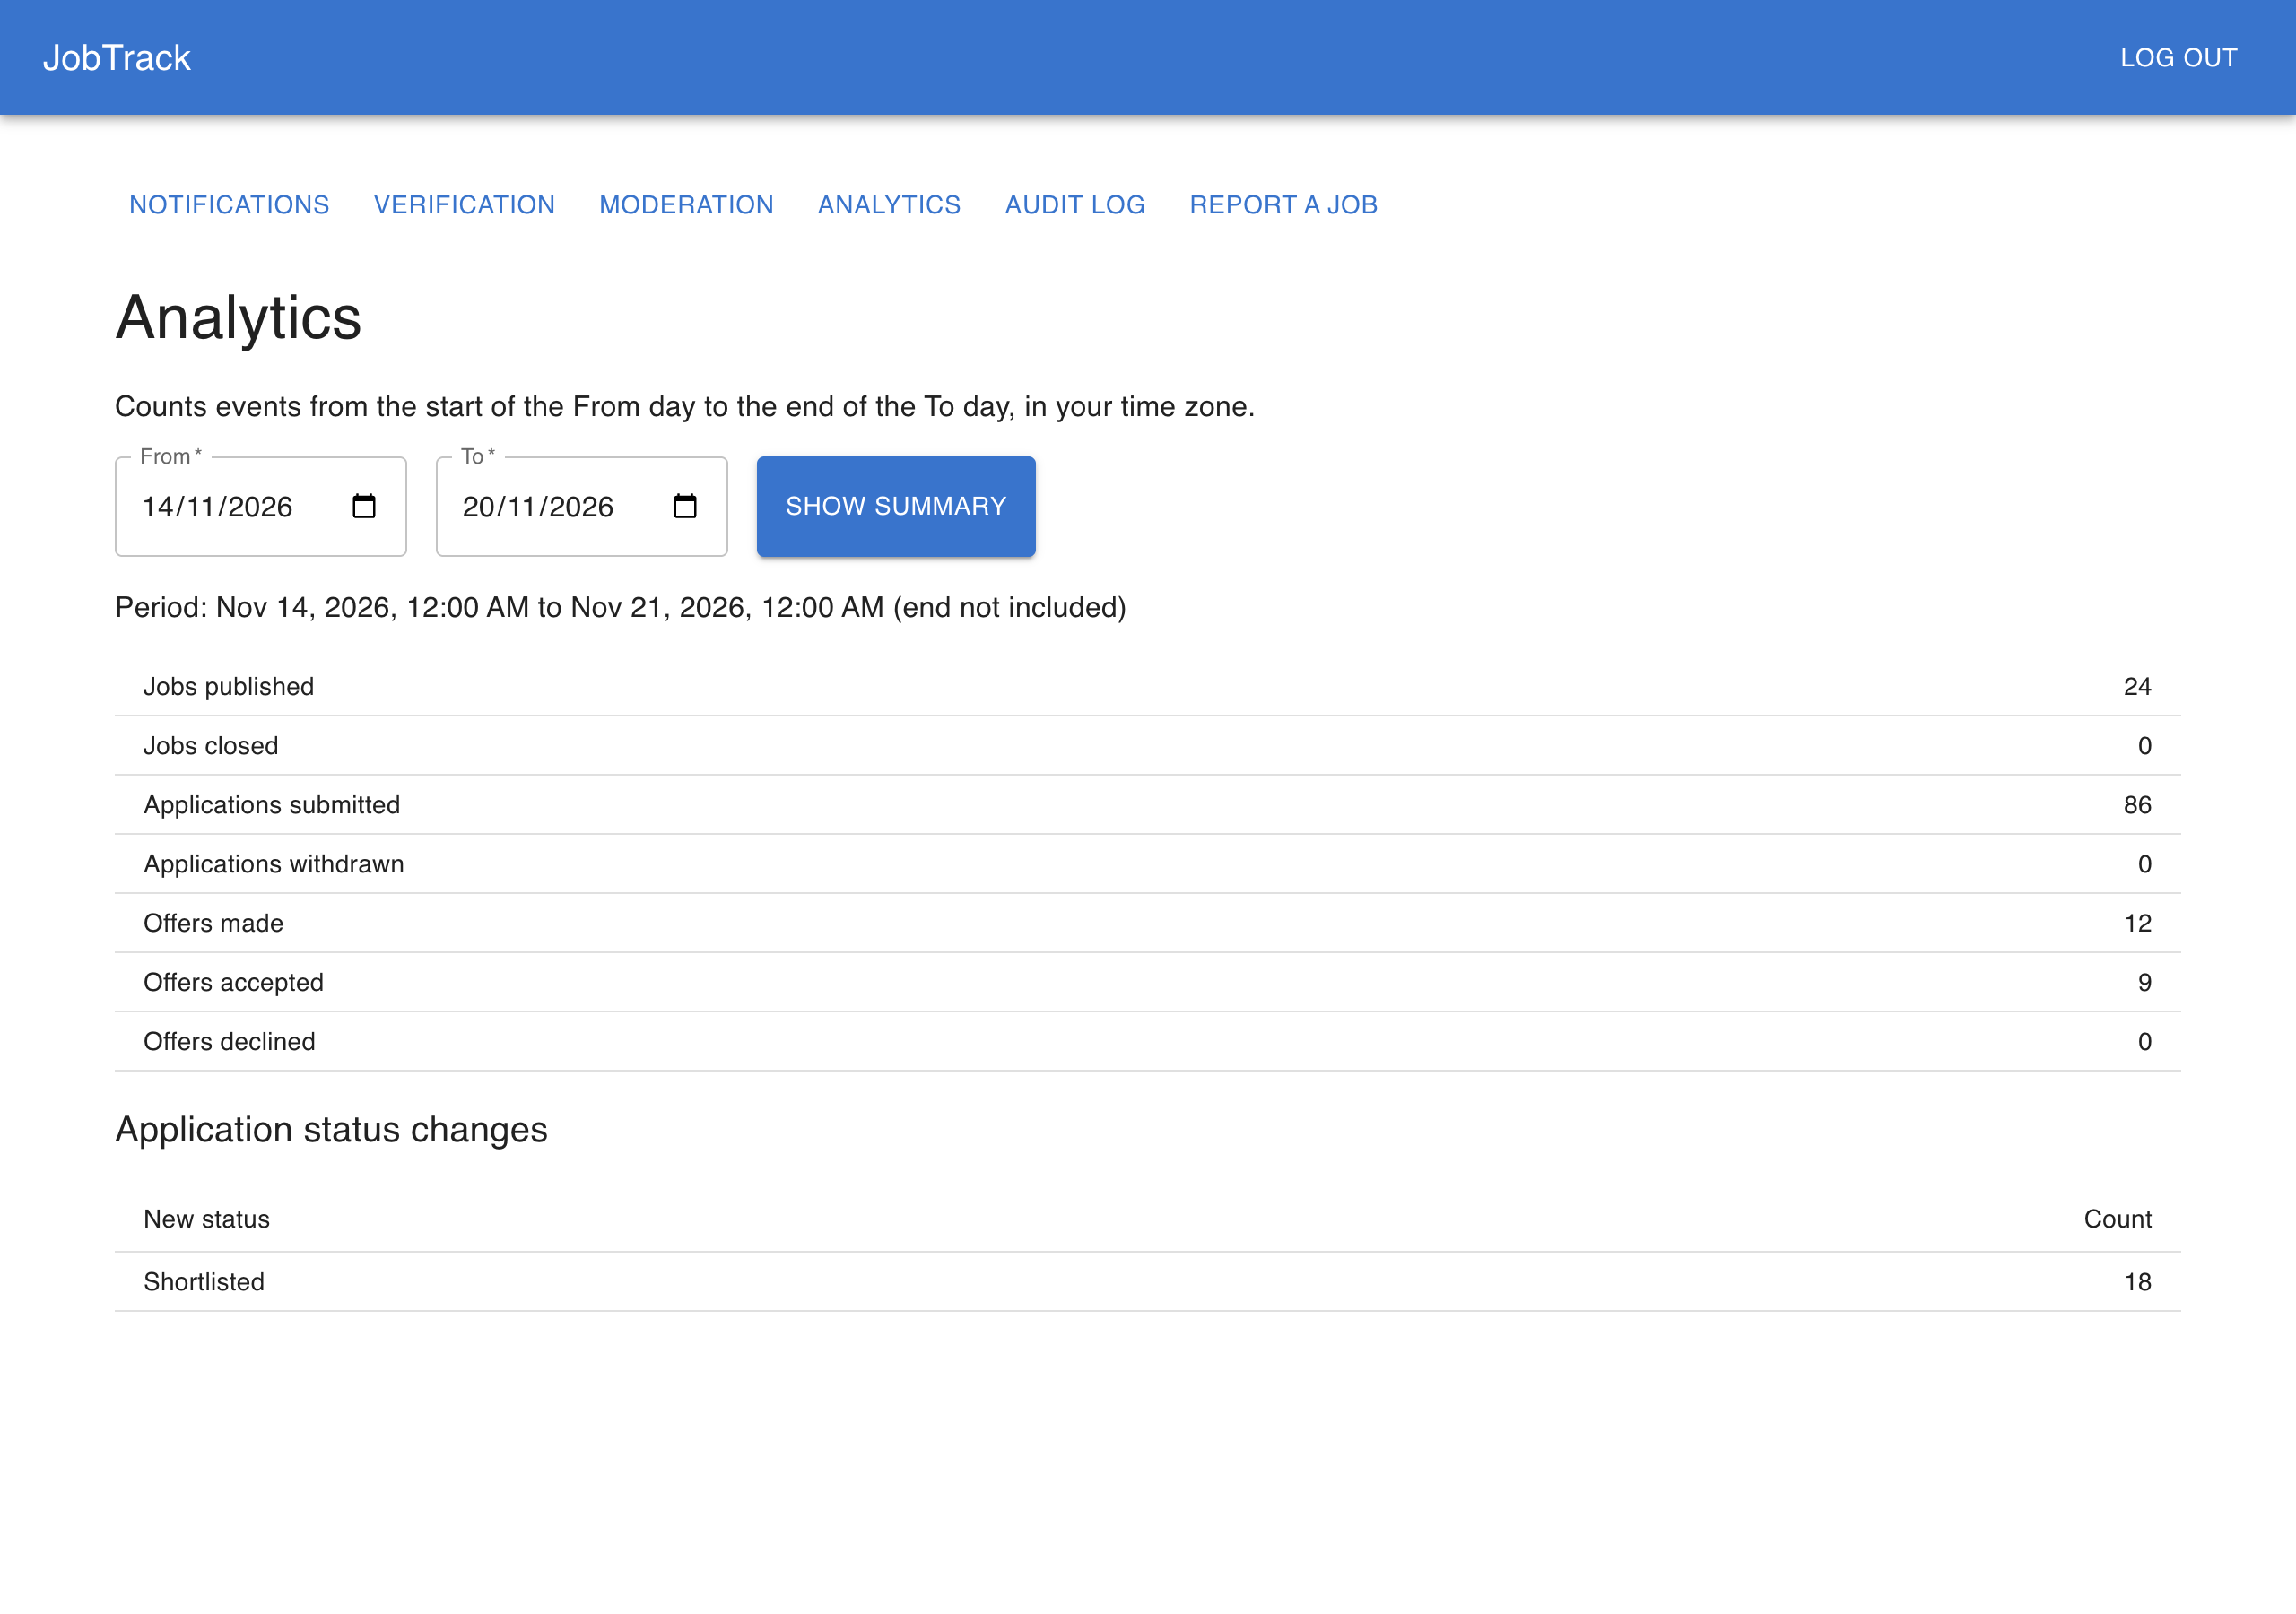 JobTrack LOG OUT
NOTIFICATIONS VERIFICATION MODERATION ANALYTICS AUDIT LOG REPORT A JOB
Analytics
Counts events from the start of the From day to the end of the To day, in your time zone.
From * To *
14/11/2026 20/11/2026 SHOW SUMMARY
Period: Nov 14, 2026, 12:00 AM to Nov 21, 2026, 12:00 AM (end not included)
Jobs published 24
Jobs closed 0
Applications submitted 86
Applications withdrawn 0
Offers made 12
Offers accepted 9
Offers declined 0
Application status changes
New status Count
Shortlisted 18